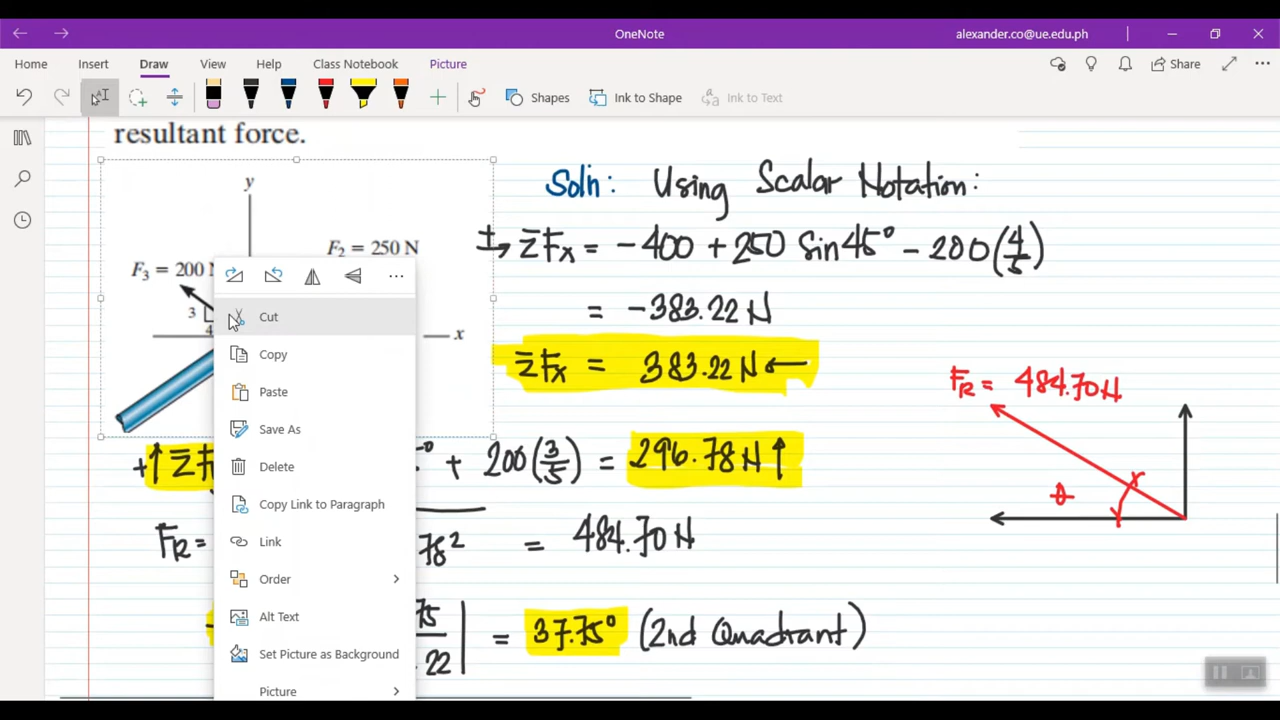 OneNote
alexander.co@ue.edu.ph
Home Insert Draw View Help Class Notebook Picture
Share
Shapes
Ink to Shape
Ink to Text
resultant force.
y
F₂ = 250 N
F₃ = 200 N
3
4
x
Cut
Copy
Paste
Save As
Delete
Copy Link to Paragraph
Link
Order
Alt Text
Set Picture as Background
Picture
Sol'n: Using Scalar Notation:
+→ ΣFx = -400 + 250 Sin45° - 200(4/5)
= -383.22 N
ΣFx = 383.22 N ←
+↑ ΣF ° + 200(3/5) = 296.78 N ↑
FR = 78² = 484.70 N
75
.22 | = 37.75° (2nd Quadrant)
FR = 484.70 N
θ